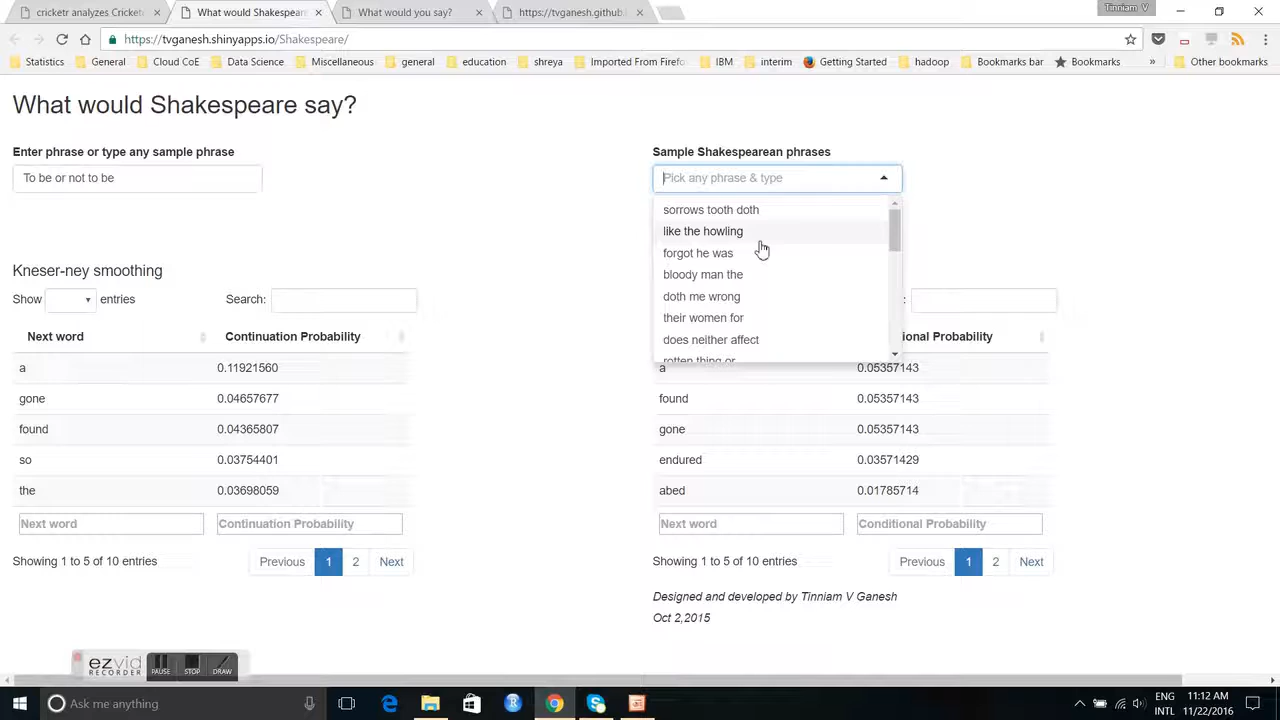 cricketr analyzes Cricket
What would Shakespeare
What would you say?
https://tvganesh.github.
Tinniam V
https://tvganesh.shinyapps.io/Shakespeare/
Statistics
General
Cloud CoE
Data Science
Miscellaneous
general
education
shreya
Imported From Firefo
IBM
interim
Getting Started
hadoop
Bookmarks bar
Bookmarks
»
Other bookmarks
What would Shakespeare say?
Enter phrase or type any sample phrase
To be or not to be
Sample Shakespearean phrases
Pick any phrase & type
sorrows tooth doth
like the howling
forgot he was
bloody man the
doth me wrong
their women for
does neither affect
rotten thing or
Kneser-ney smoothing
Show entries
Search:
Next word Continuation Probability
a 0.11921560
gone 0.04657677
found 0.04365807
so 0.03754401
the 0.03698059
Next word Continuation Probability
Showing 1 to 5 of 10 entries
Previous 1 2 Next
:
ional Probability
a 0.05357143
found 0.05357143
gone 0.05357143
endured 0.03571429
abed 0.01785714
Next word Conditional Probability
Showing 1 to 5 of 10 entries
Previous 1 2 Next
Designed and developed by Tinniam V Ganesh
Oct 2,2015
ezvid
RECORDER
PAUSE STOP DRAW
Ask me anything
ENG
INTL
11:12 AM
11/22/2016